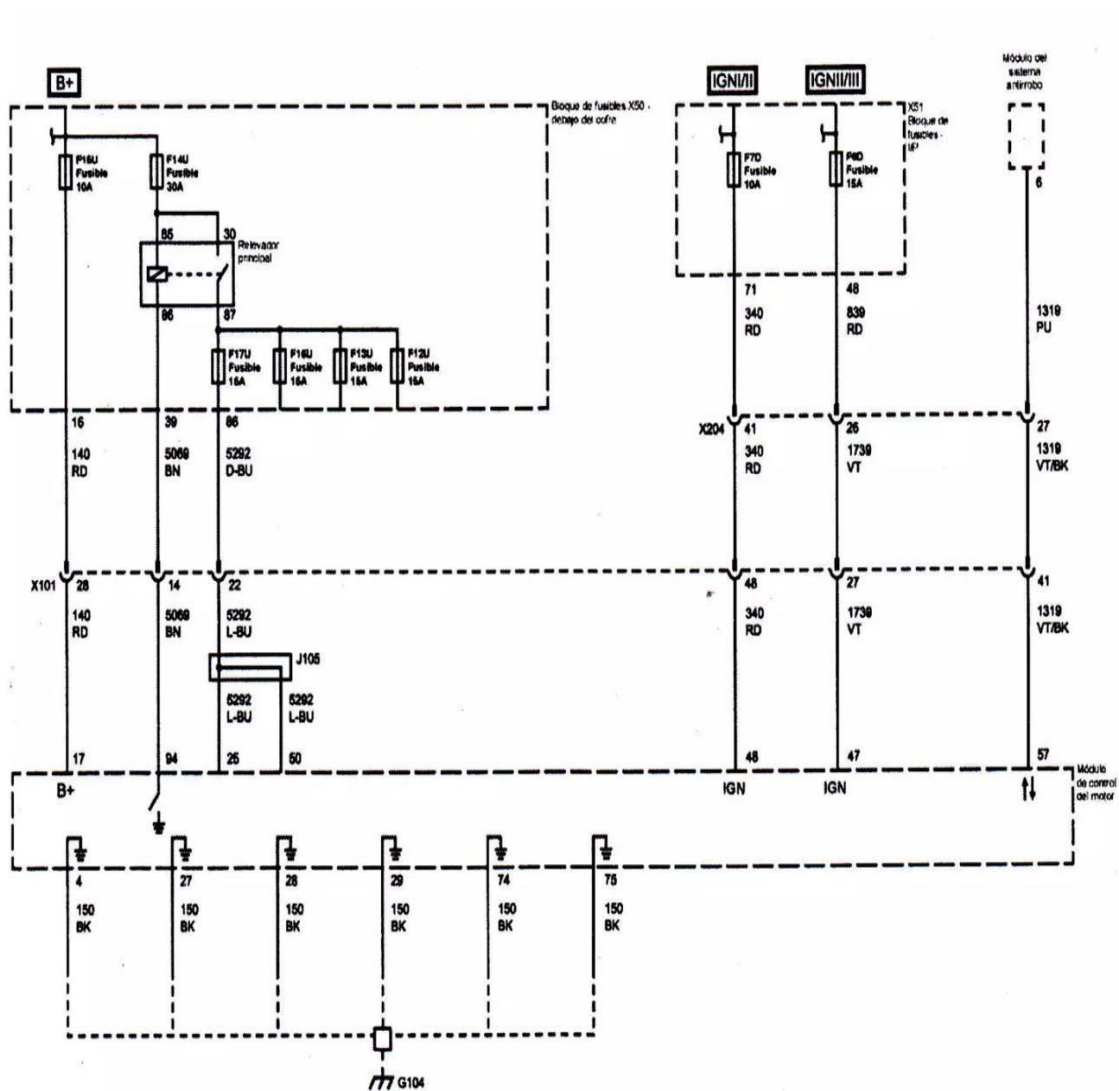 B+
IGNI/II
IGNII/III
Módulo del
sistema
antirrobo
Bloque de fusibles X50 -
debajo del cofre
X51
Bloque de
fusibles -
I/P
Fusible
10A
F14U
Fusible
30A
F7D
Fusible
10A
Fusible
15A
6
85
30
Relevador
principal
86
87
F17U
Fusible
15A
F16U
Fusible
15A
F13U
Fusible
15A
F12U
Fusible
15A
71
48
340
RD
839
RD
1319
PU
16
39
86
X204
41
26
27
140
RD
5069
BN
5292
D-BU
340
RD
1739
VT
1319
VT/BK
X101
28
14
22
48
27
41
140
RD
5069
BN
5292
L-BU
340
RD
1739
VT
1319
VT/BK
J105
5292
L-BU
5292
L-BU
17
94
25
50
48
47
57
B+
IGN
IGN
Módulo
de control
del motor
4
27
28
29
74
75
150
BK
150
BK
150
BK
150
BK
150
BK
150
BK
G104